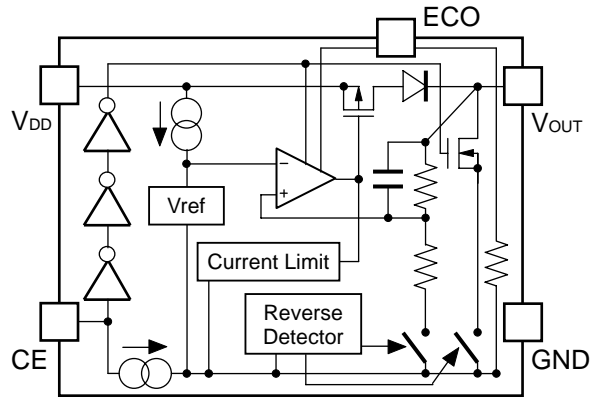 ECO
VDD
VOUT
−
+
Vref
Current Limit
Reverse
Detector
CE
GND